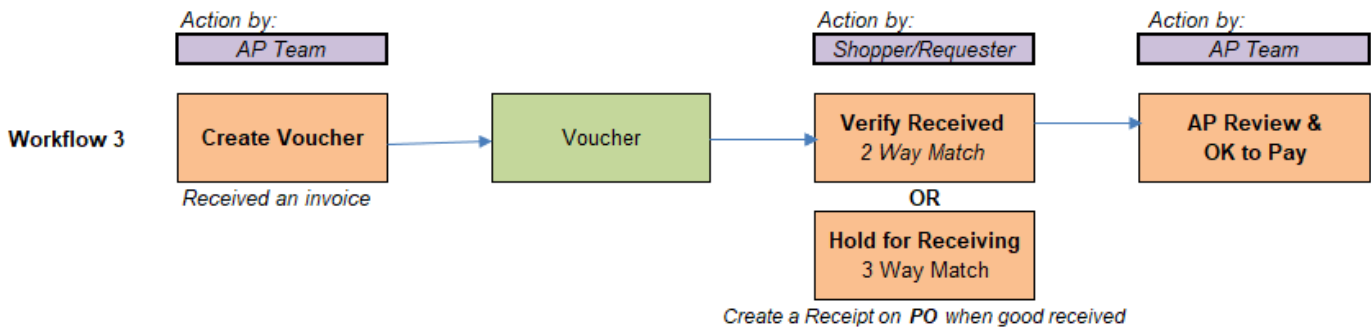 Action by:
AP Team
Action by:
Shopper/Requester
Action by:
AP Team
Workflow 3
Create Voucher
Received an invoice
Voucher
Verify Received
2 Way Match
OR
Hold for Receiving
3 Way Match
Create a Receipt on PO when good received
AP Review &
OK to Pay